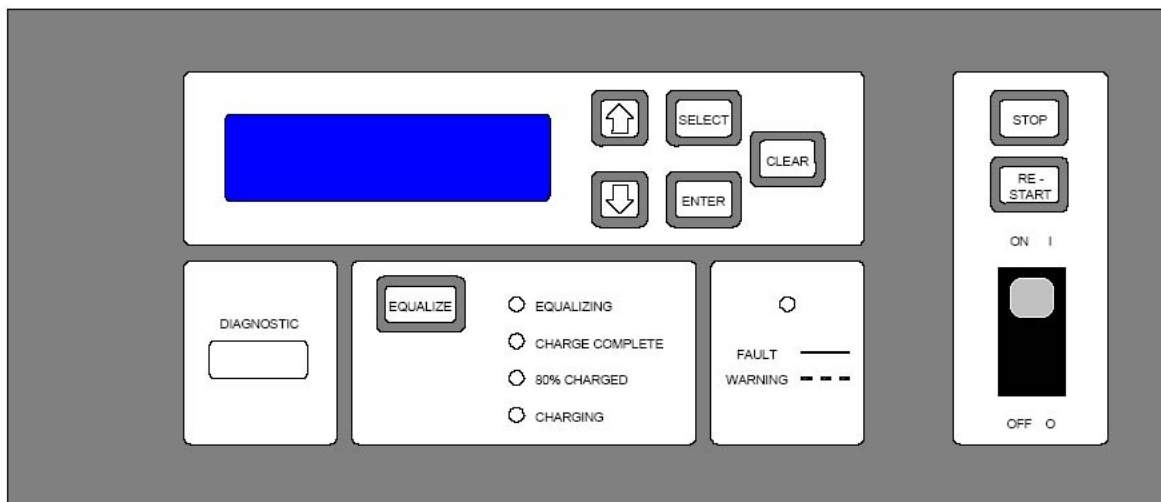 SELECT
CLEAR
ENTER
STOP
RE -
START
ON I
OFF O
DIAGNOSTIC
EQUALIZE
EQUALIZING
CHARGE COMPLETE
80% CHARGED
CHARGING
FAULT
WARNING